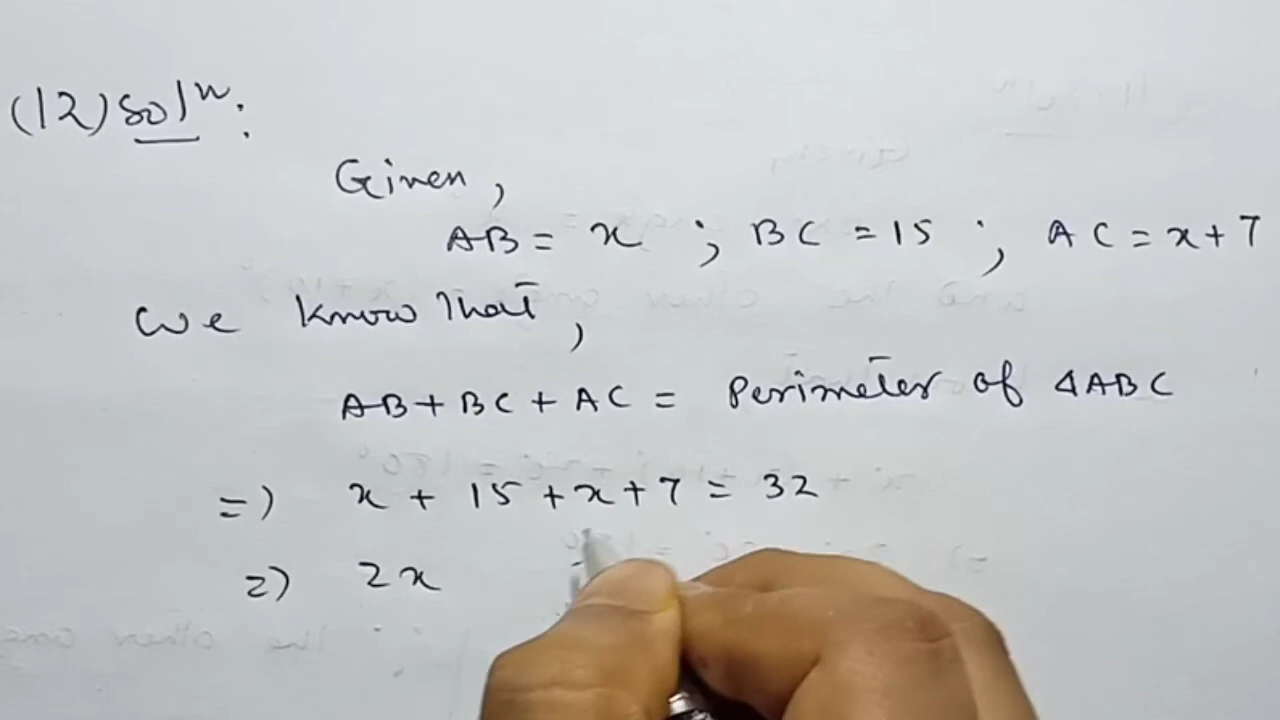 (12) Solⁿ:
Given,
AB = x ; BC = 15 ; AC = x + 7
We know that,
AB + BC + AC = Perimeter of ΔABC
=) x + 15 + x + 7 = 32
=) 2x